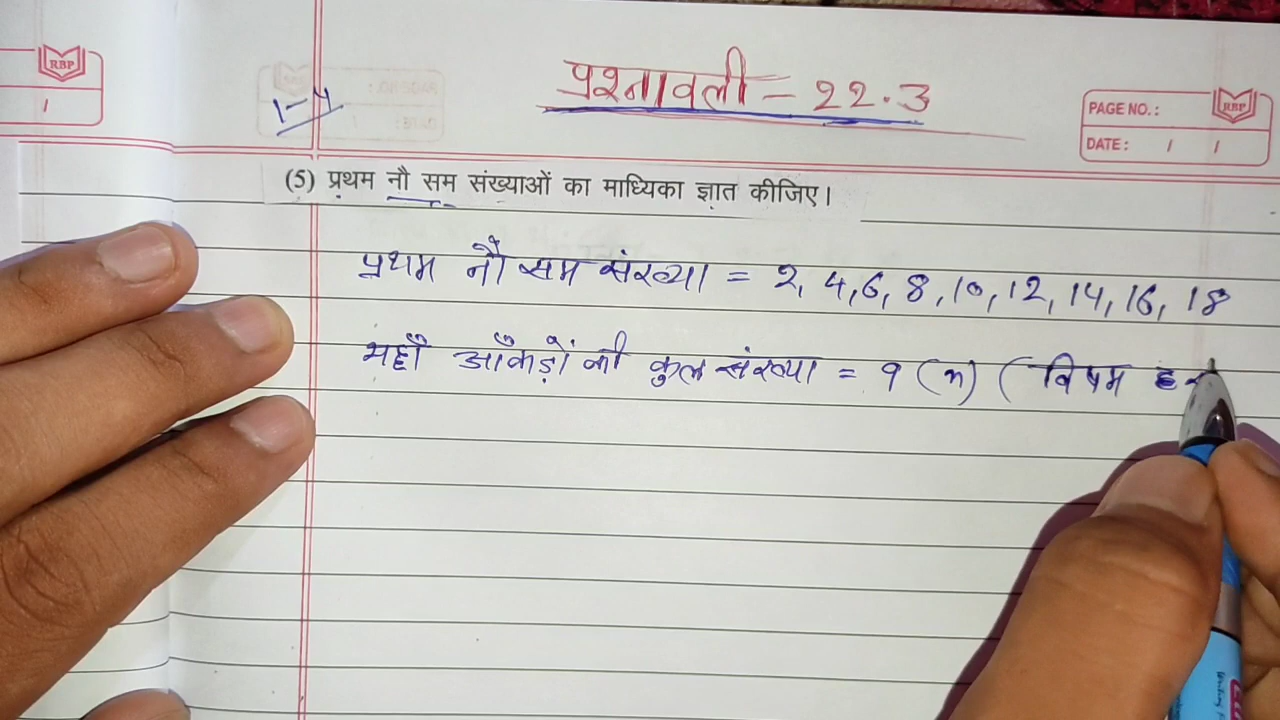 RBP
/
1-4
प्रश्नावली - 22.3
PAGE NO.:
RBP
DATE: / /
(5) प्रथम नौ सम संख्याओं का माध्यिका ज्ञात कीजिए।
प्रथम नौ सम संख्या = 2, 4, 6, 8, 10, 12, 14, 16, 18
यहाँ आँकड़ों की कुल संख्या = 9 (n) ( विषम